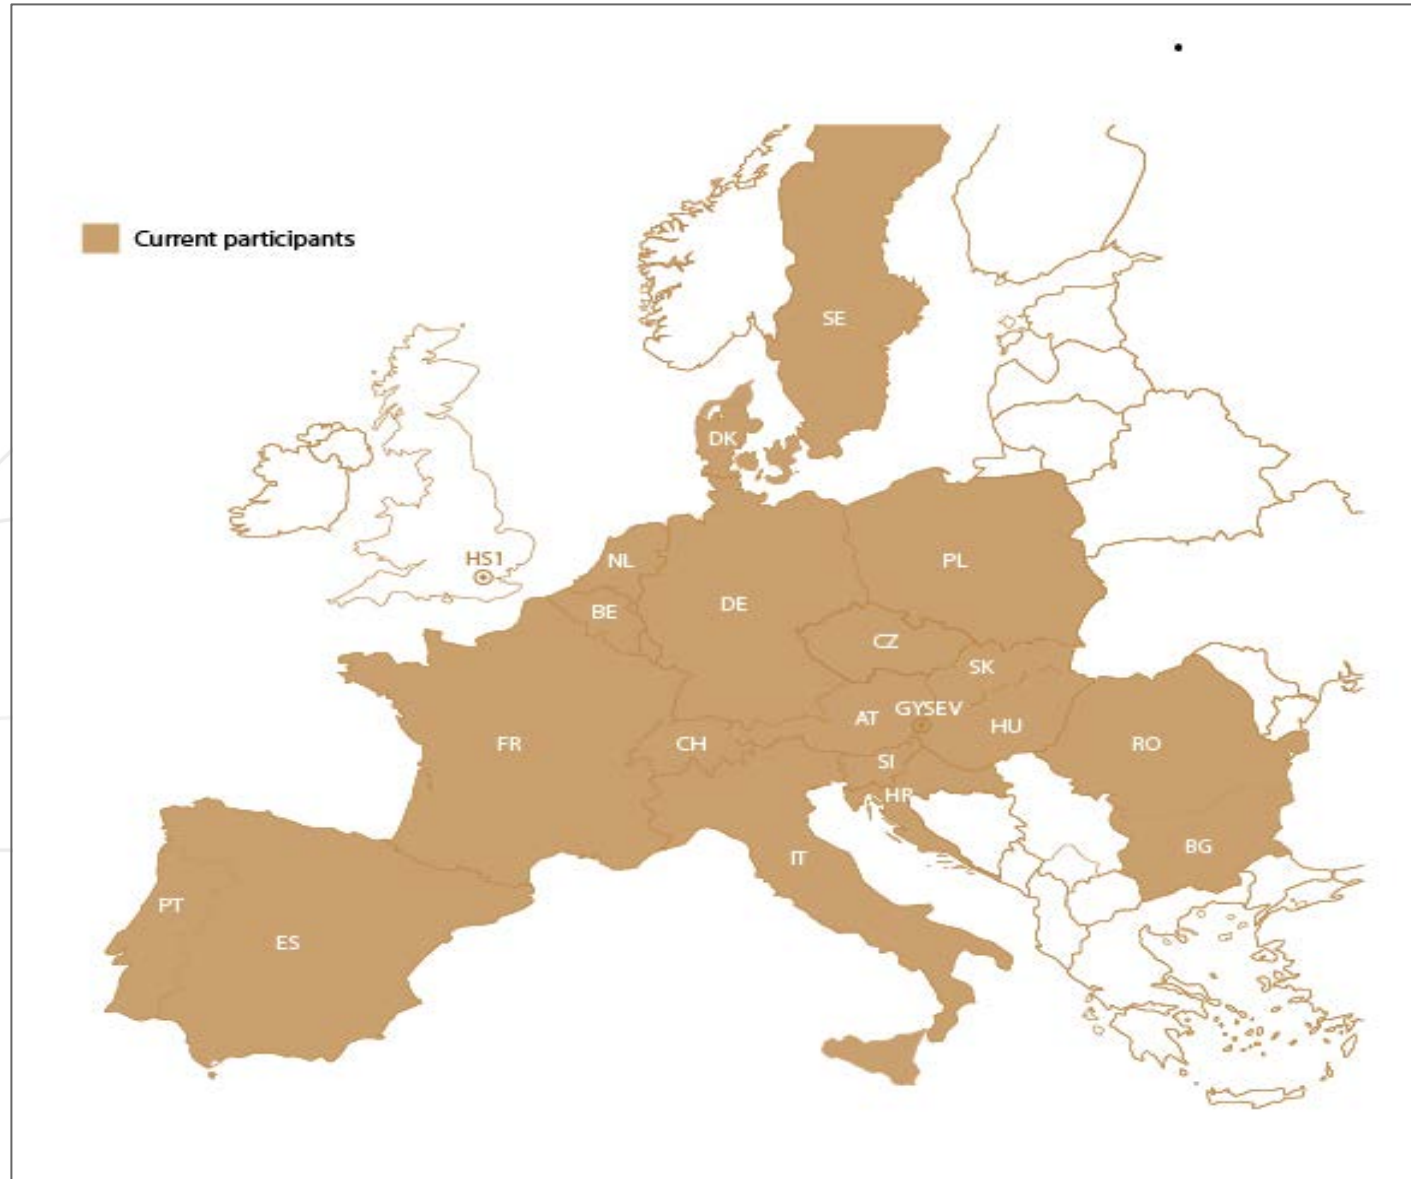 Current participants
SE
DK
HS1
NL
PL
BE
DE
CZ
SK
AT
GYSEV
FR
CH
HU
RO
SI
HR
BG
IT
PT
ES